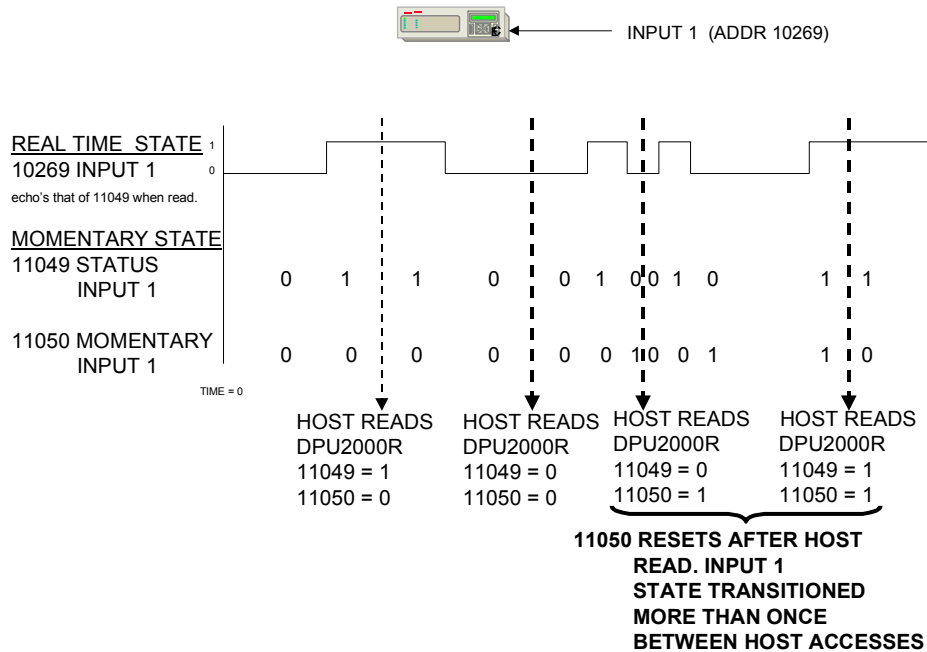 INPUT 1 (ADDR 10269)
REAL TIME STATE 1
10269 INPUT 1 0
echo's that of 11049 when read.
MOMENTARY STATE
11049 STATUS
INPUT 1
0 1 1 0 0 1 0 0 1 0 1 1
11050 MOMENTARY
INPUT 1
0 0 0 0 0 0 1 0 0 1 1 0
TIME = 0
HOST READS
DPU2000R
11049 = 1
11050 = 0
HOST READS
DPU2000R
11049 = 0
11050 = 0
HOST READS
DPU2000R
11049 = 0
11050 = 1
HOST READS
DPU2000R
11049 = 1
11050 = 1
11050 RESETS AFTER HOST
READ. INPUT 1
STATE TRANSITIONED
MORE THAN ONCE
BETWEEN HOST ACCESSES